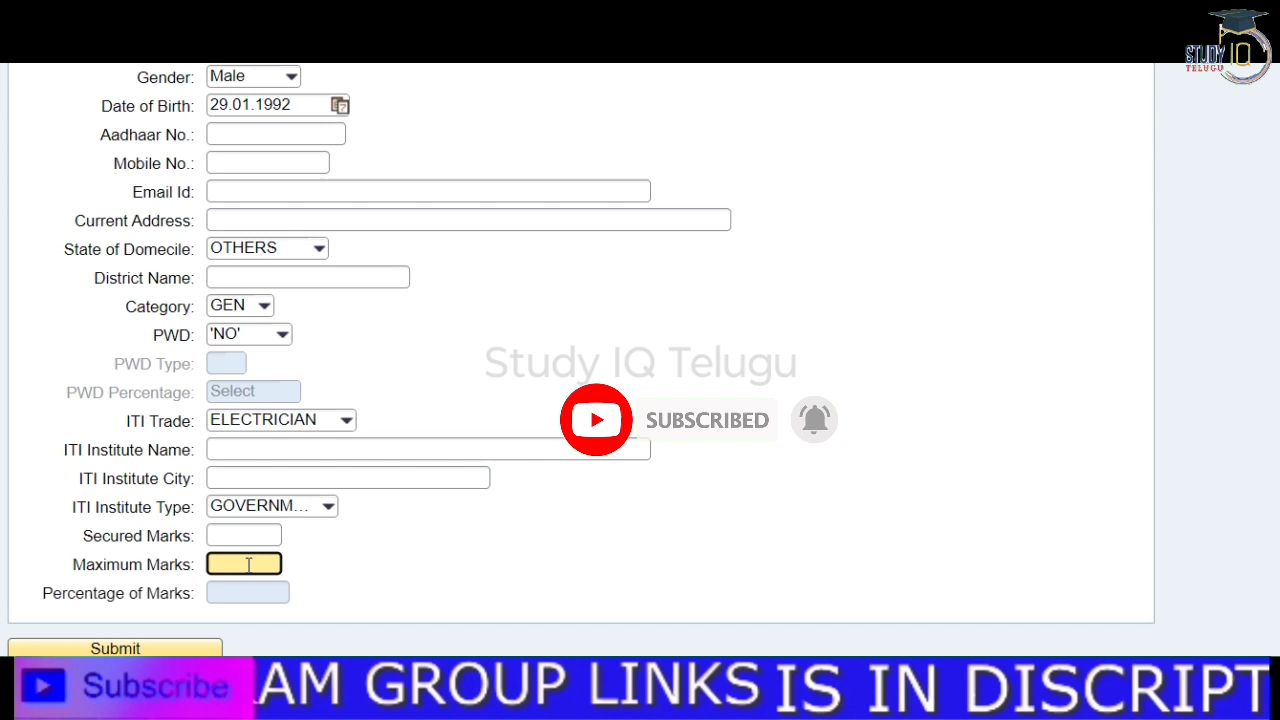 STUDY IQ
TELUGU
Gender: Male
Date of Birth: 29.01.1992
Aadhaar No.:
Mobile No.:
Email Id:
Current Address:
State of Domicile: OTHERS
District Name:
Category: GEN
PWD: 'NO'
PWD Type:
PWD Percentage: Select
ITI Trade: ELECTRICIAN
ITI Institute Name:
ITI Institute City:
ITI Institute Type: GOVERNM...
Secured Marks:
Maximum Marks:
Percentage of Marks:
Study IQ Telugu
SUBSCRIBED
Submit
Subscribe
AM GROUP LINKS IS IN DISCRIPT